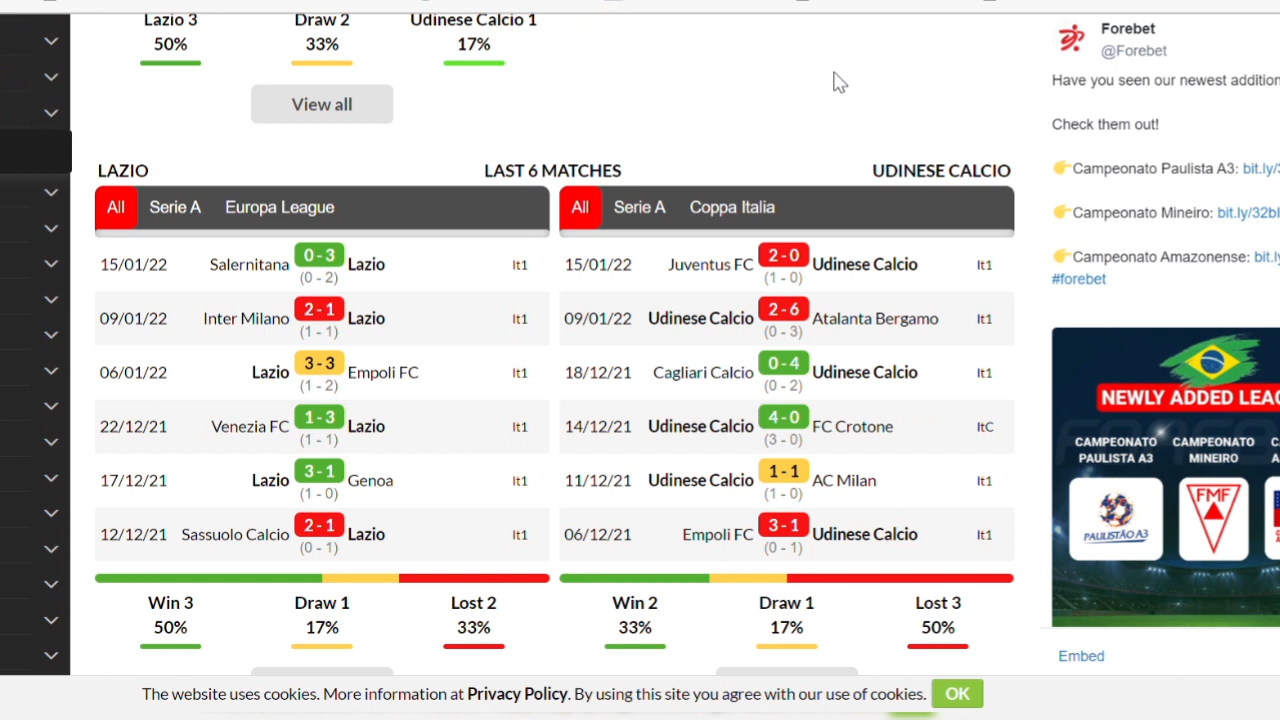 Lazio 3 Draw 2 Udinese Calcio 1
50% 33% 17%
View all
LAZIO LAST 6 MATCHES UDINESE CALCIO
All Serie A Europa League
15/01/22 Salernitana 0 - 3 Lazio It1
(0 - 2)
09/01/22 Inter Milano 2 - 1 Lazio It1
(1 - 1)
06/01/22 Lazio 3 - 3 Empoli FC It1
(1 - 2)
22/12/21 Venezia FC 1 - 3 Lazio It1
(1 - 1)
17/12/21 Lazio 3 - 1 Genoa It1
(1 - 0)
12/12/21 Sassuolo Calcio 2 - 1 Lazio It1
(0 - 1)
Win 3 Draw 1 Lost 2
50% 17% 33%
All Serie A Coppa Italia
15/01/22 Juventus FC 2 - 0 Udinese Calcio It1
(1 - 0)
09/01/22 Udinese Calcio 2 - 6 Atalanta Bergamo It1
(0 - 3)
18/12/21 Cagliari Calcio 0 - 4 Udinese Calcio It1
(0 - 2)
14/12/21 Udinese Calcio 4 - 0 FC Crotone ItC
(3 - 0)
11/12/21 Udinese Calcio 1 - 1 AC Milan It1
(1 - 0)
06/12/21 Empoli FC 3 - 1 Udinese Calcio It1
(0 - 1)
Win 2 Draw 1 Lost 3
33% 17% 50%
Forebet
@Forebet
Have you seen our newest addition
Check them out!
👉Campeonato Paulista A3: bit.ly/
👉Campeonato Mineiro: bit.ly/32bl
👉Campeonato Amazonense: bit.ly
#forebet
NEWLY ADDED LEAG
CAMPEONATO PAULISTA A3
CAMPEONATO MINEIRO
PAULISTÃO A3
FMF
Embed
The website uses cookies. More information at Privacy Policy. By using this site you agree with our use of cookies. OK